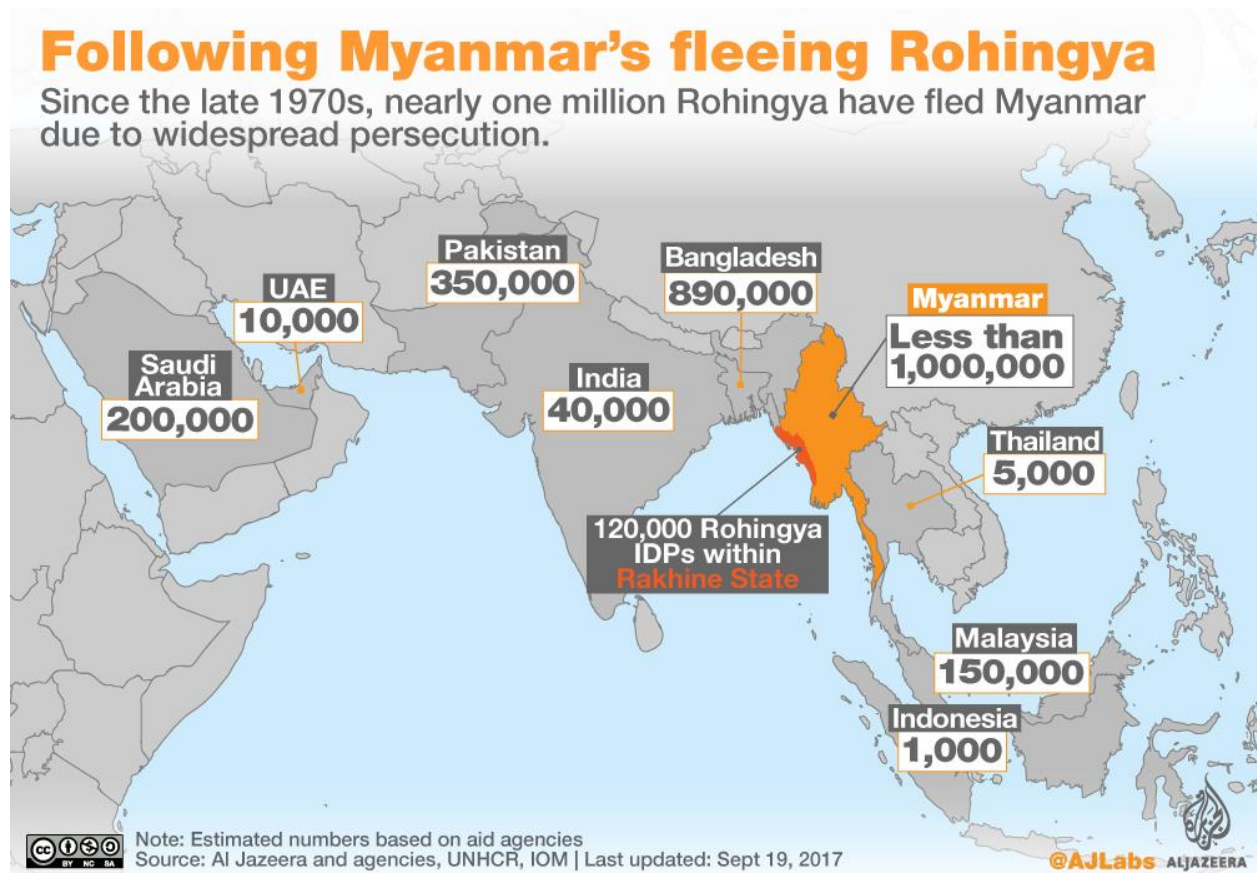 Following Myanmar's fleeing Rohingya
Since the late 1970s, nearly one million Rohingya have fled Myanmar
due to widespread persecution.
Pakistan
350,000
Bangladesh
890,000
UAE
10,000
Myanmar
Less than
1,000,000
Saudi
Arabia
200,000
India
40,000
Thailand
5,000
120,000 Rohingya
IDPs within
Rakhine State
Malaysia
150,000
Indonesia
1,000
Note: Estimated numbers based on aid agencies
Source: Al Jazeera and agencies, UNHCR, IOM | Last updated: Sept 19, 2017
cc BY NC SA
@AJLabs ALJAZEERA